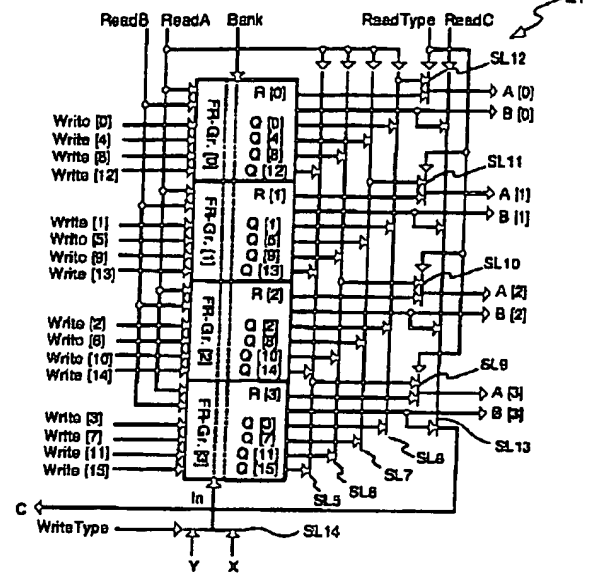 ReadB ReadA Bank ReadType ReadC
SL12
R [0] A [0]
B [0]
FR-Gr. [0]
Write [0] Q [0]
Write [4] Q [4]
Write [8] Q [8]
Write [12] Q [12]
SL11
R [1] A [1]
B [1]
FR-Gr. [1]
Write [1] Q [1]
Write [5] Q [5]
Write [9] Q [9]
Write [13] Q [13]
SL10
R [2] A [2]
B [2]
FR-Gr. [2]
Write [2] Q [2]
Write [6] Q [6]
Write [10] Q [10]
Write [14] Q [14]
SL9
R [3] A [3]
B [3]
FR-Gr. [3]
Write [3] Q [3]
Write [7] Q [7]
Write [11] Q [11]
Write [15] Q [15]
SL13
SL8
SL7
SL6
SL5
In
C
WriteType SL14
Y X